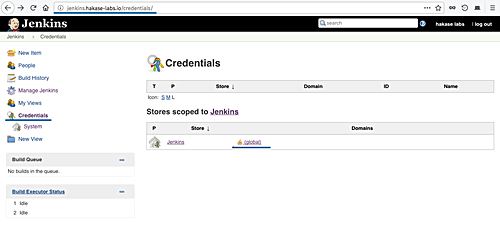 jenkins.hakase-labs.io/credentials/
Jenkins
search
hakase labs
log out
Jenkins
Credentials
New Item
People
Build History
Manage Jenkins
My Views
Credentials
System
New View
Build Queue
No builds in the queue.
Build Executor Status
1 Idle
2 Idle
Credentials
T P Store ↓ Domain ID Name
Icon: S M L
Stores scoped to Jenkins
P Store ↓ Domains
Jenkins (global)